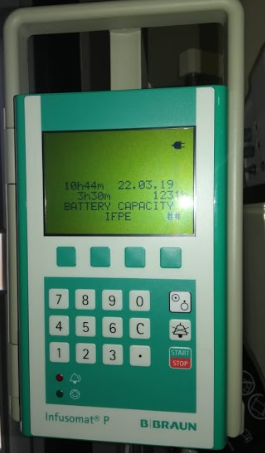 10h44m 22.03.19
3h30m 1231h
BATTERY CAPACITY
IFPE ##
7 8 9 0
4 5 6 C
1 2 3 .
START
STOP
Infusomat® P
B|BRAUN